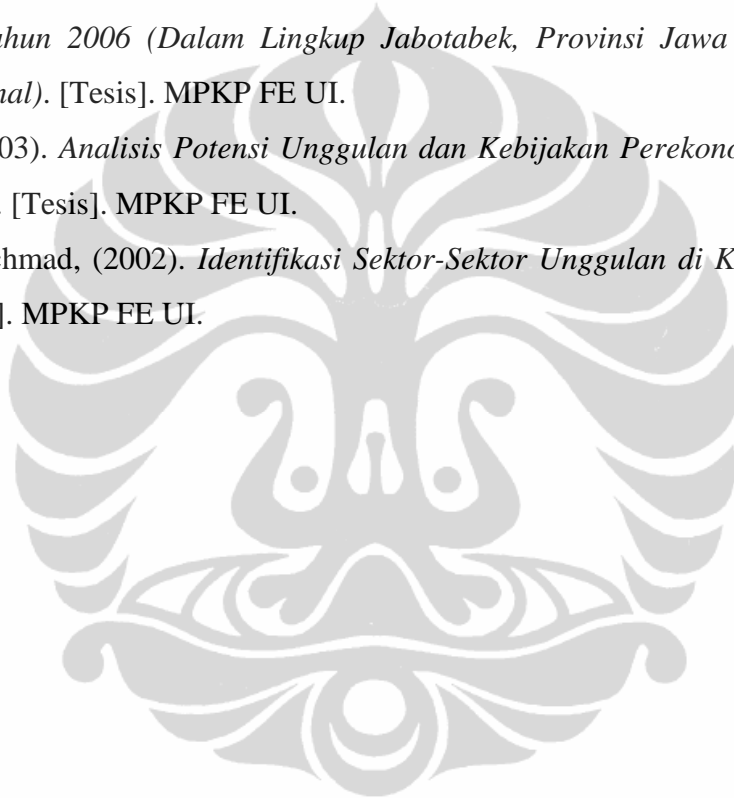 ahun 2006 (Dalam Lingkup Jabotabek, Provinsi Jawa
nal). [Tesis]. MPKP FE UI.
03). Analisis Potensi Unggulan dan Kebijakan Perekono
. [Tesis]. MPKP FE UI.
chmad, (2002). Identifikasi Sektor-Sektor Unggulan di K
]. MPKP FE UI.